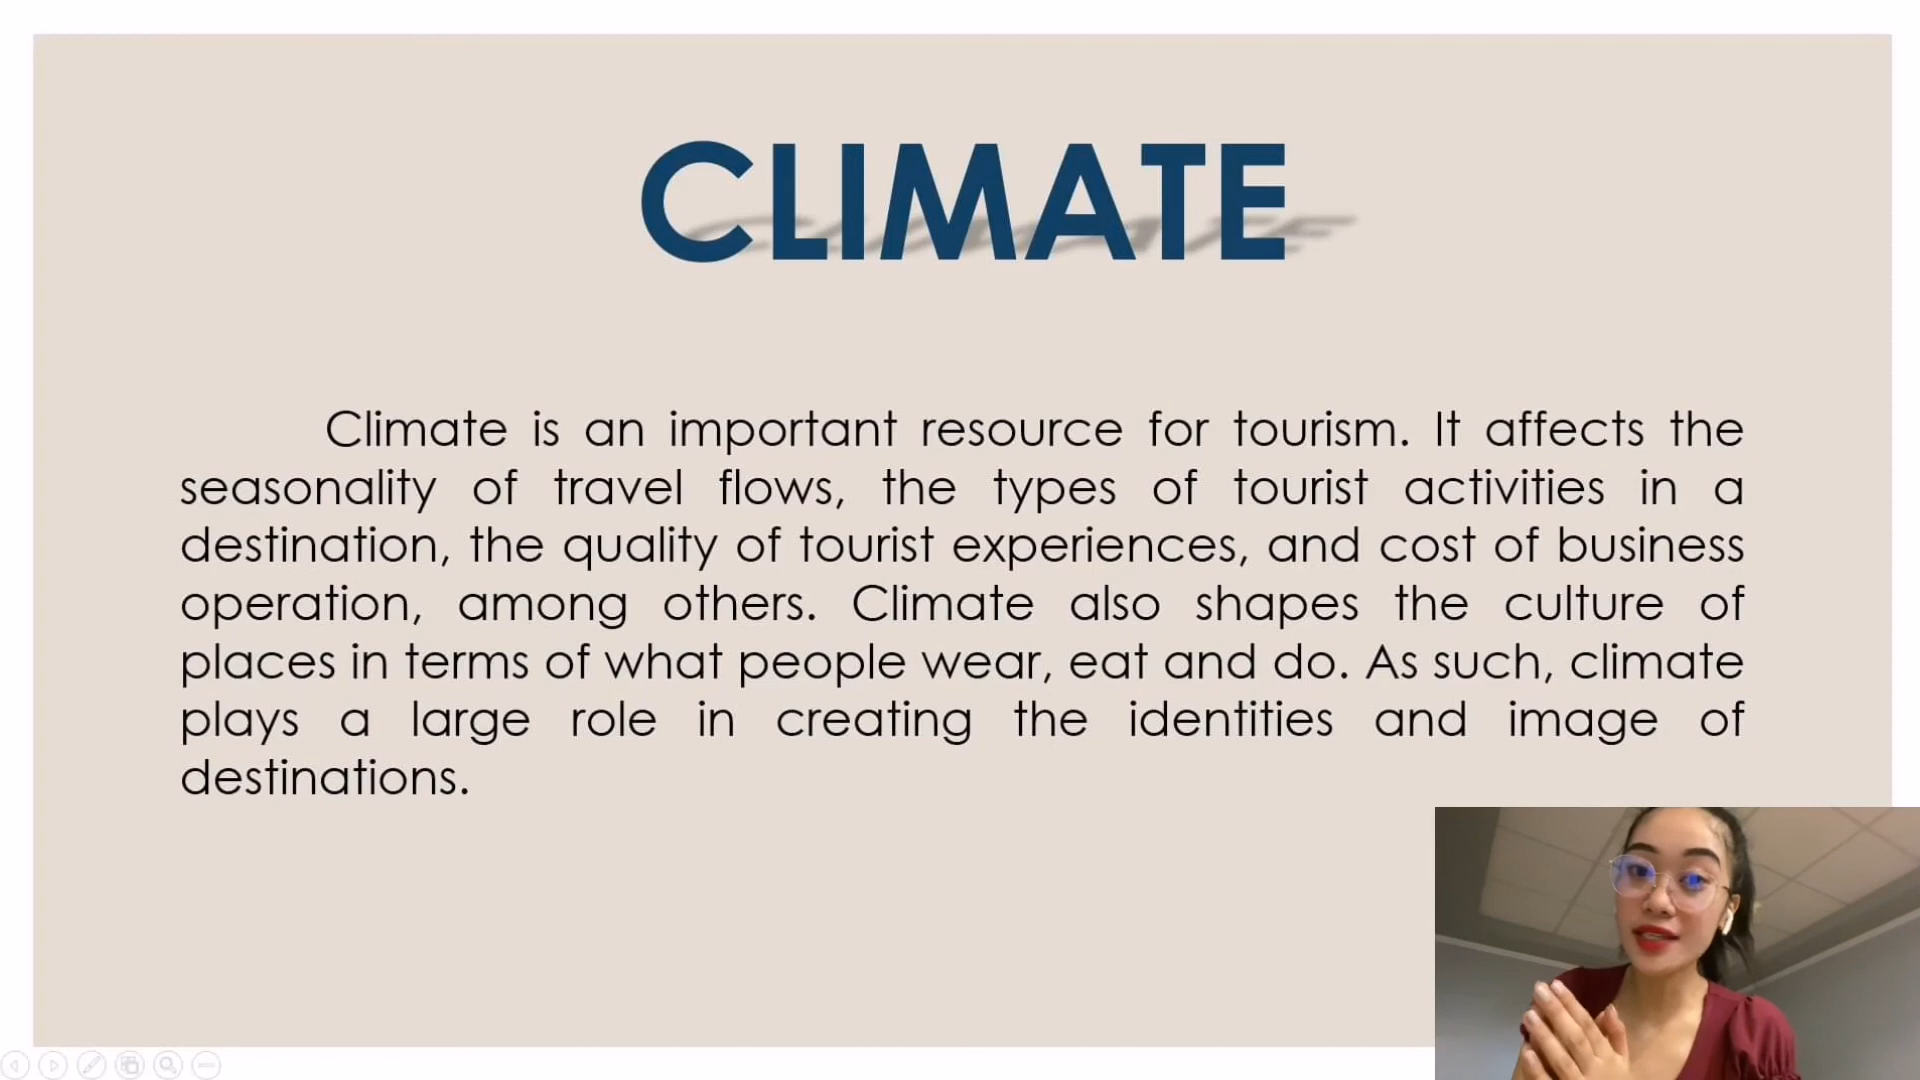 CLIMATE
Climate is an important resource for tourism. It affects the
seasonality of travel flows, the types of tourist activities in a
destination, the quality of tourist experiences, and cost of business
operation, among others. Climate also shapes the culture of
places in terms of what people wear, eat and do. As such, climate
plays a large role in creating the identities and image of
destinations.